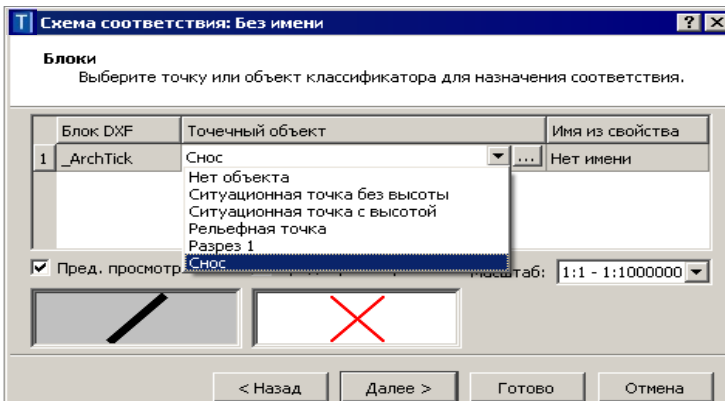 Схема соответствия: Без имени
Блоки
Выберите точку или объект классификатора для назначения соответствия.
Блок DXF Точечный объект Имя из свойства
1 _ArchTick Снос ... Нет имени
Нет объекта
Ситуационная точка без высоты
Ситуационная точка с высотой
Рельефная точка
Разрез 1
Снос
Пред. просмотр 1:1 - 1:1000000
< Назад Далее > Готово Отмена